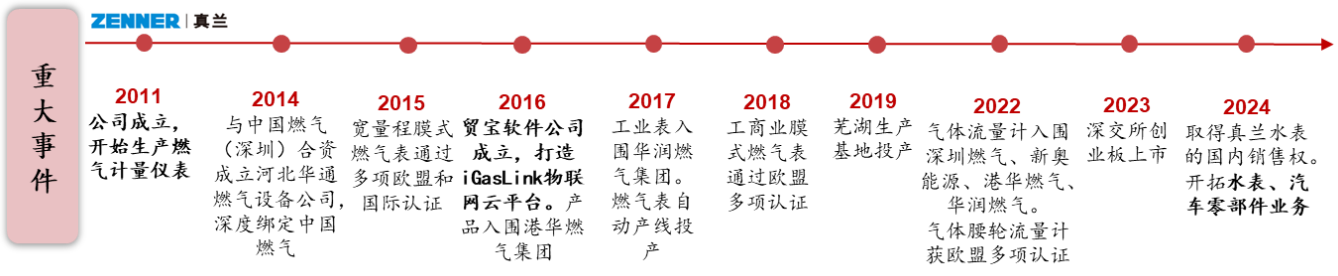 重大事件
ZENNER | 真兰
2011
公司成立，
开始生产燃
气计量仪表
2014
与中国燃气
（深圳）合资
成立河北华通
燃气设备公司，
深度绑定中国
燃气
2015
宽量程膜式
燃气表通过
多项欧盟和
国际认证
2016
贸宝软件公司
成立，打造
iGasLink物联
网云平台。产
品入围港华燃
气集团
2017
工业表入
围华润燃
气集团。
燃气表自
动产线投
产
2018
工商业膜
式燃气表
通过欧盟
多项认证
2019
芜湖生产
基地投产
2022
气体流量计入围
深圳燃气、新奥
能源、港华燃气、
华润燃气。
气体腰轮流量计
获欧盟多项认证
2023
深交所创
业板上市
2024
取得真兰水表
的国内销售权。
开拓水表、汽
车零部件业务